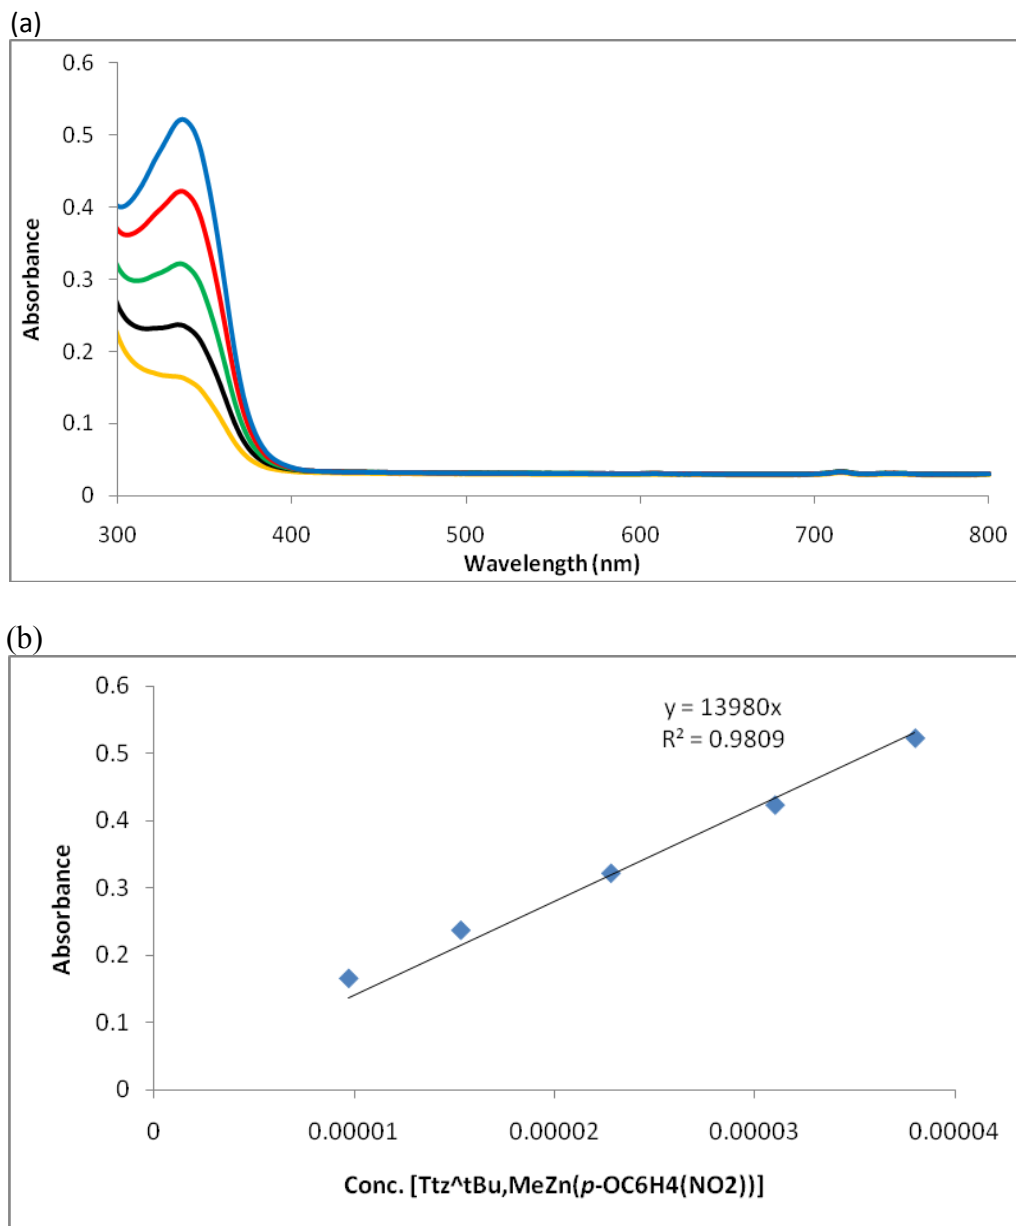 (a)
0.6
0.5
0.4
0.3
0.2
0.1
0
Absorbance
300 400 500 600 700 800
Wavelength (nm)
(b)
0.6
0.5
0.4
0.3
0.2
0.1
0
Absorbance
y = 13980x
R² = 0.9809
0 0.00001 0.00002 0.00003 0.00004
Conc. [Ttz^tBu,MeZn(p-OC6H4(NO2))]